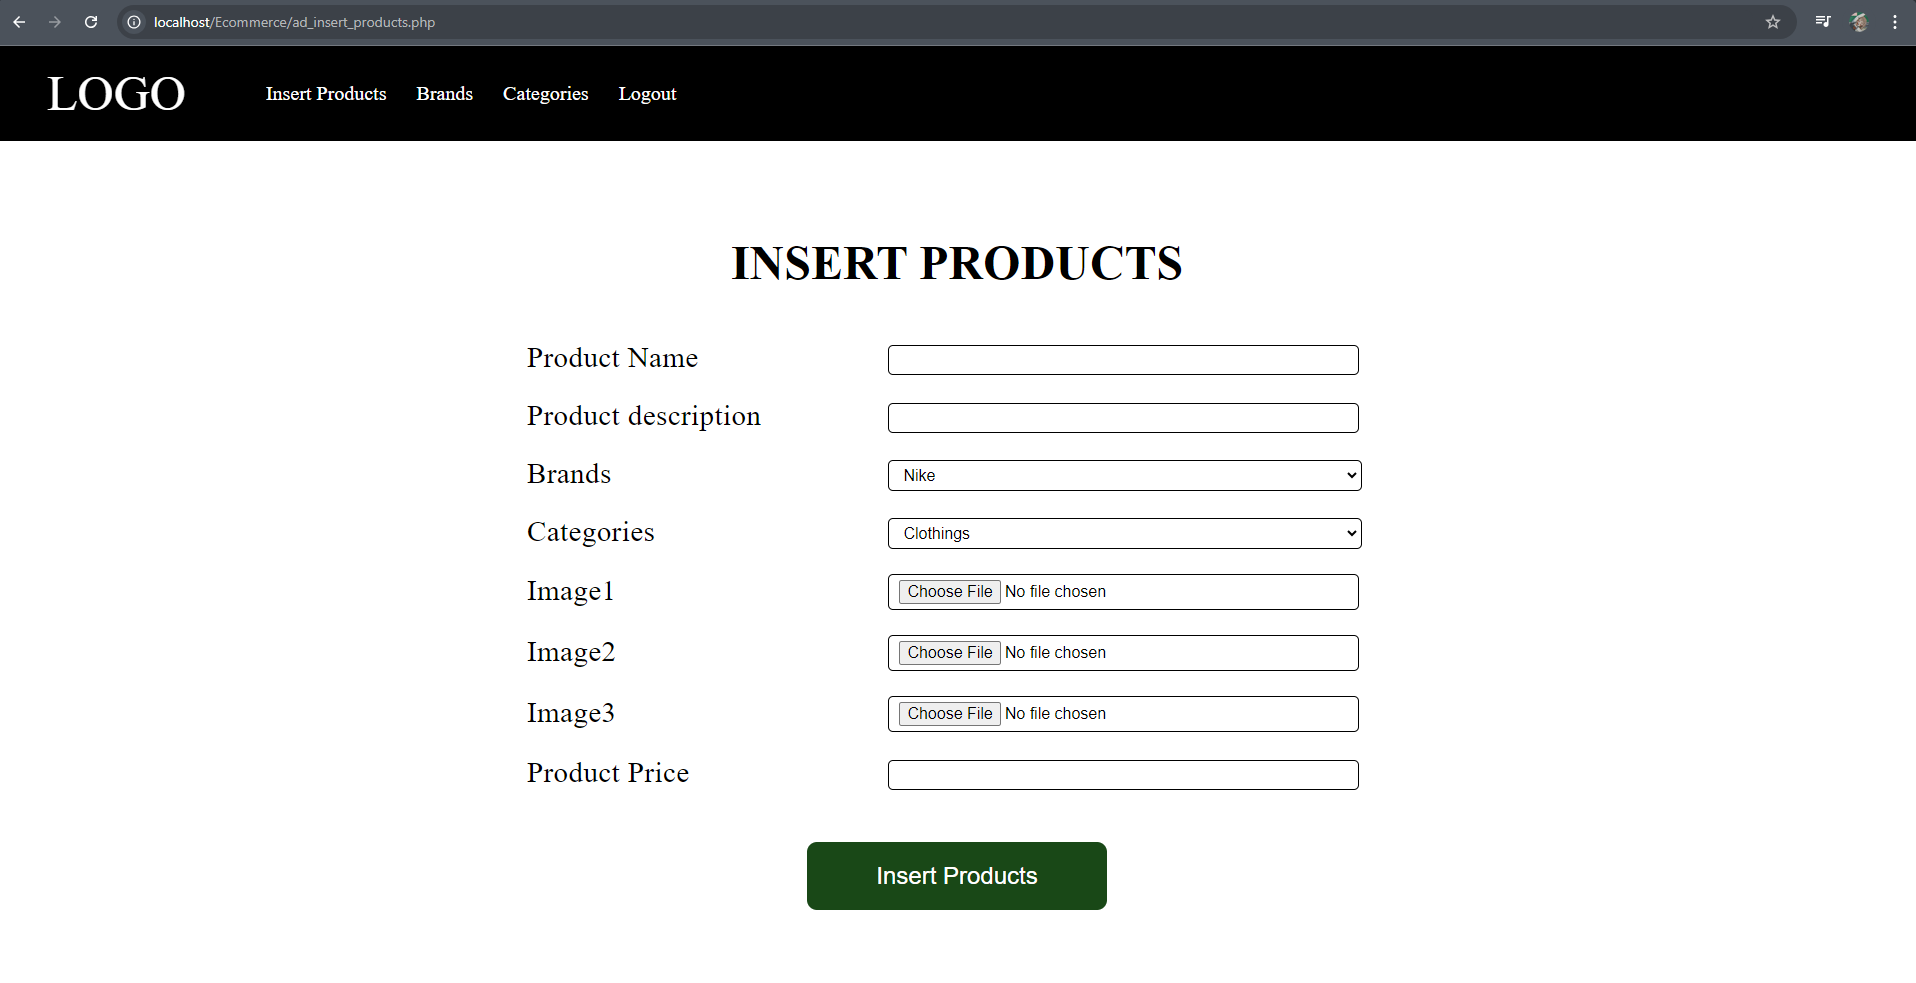 localhost/Ecommerce/ad_insert_products.php
LOGO Insert Products Brands Categories Logout
INSERT PRODUCTS
Product Name
Product description
Brands Nike
Categories Clothings
Image1 Choose File No file chosen
Image2 Choose File No file chosen
Image3 Choose File No file chosen
Product Price
Insert Products